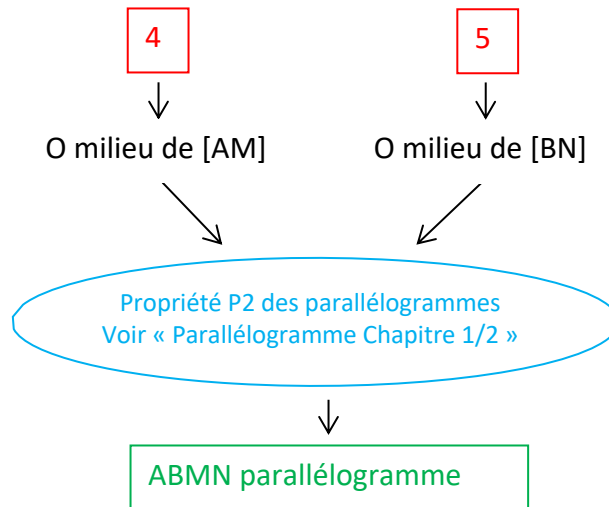 4
5
O milieu de [AM]
O milieu de [BN]
Propriété P2 des parallélogrammes
Voir « Parallélogramme Chapitre 1/2 »
ABMN parallélogramme